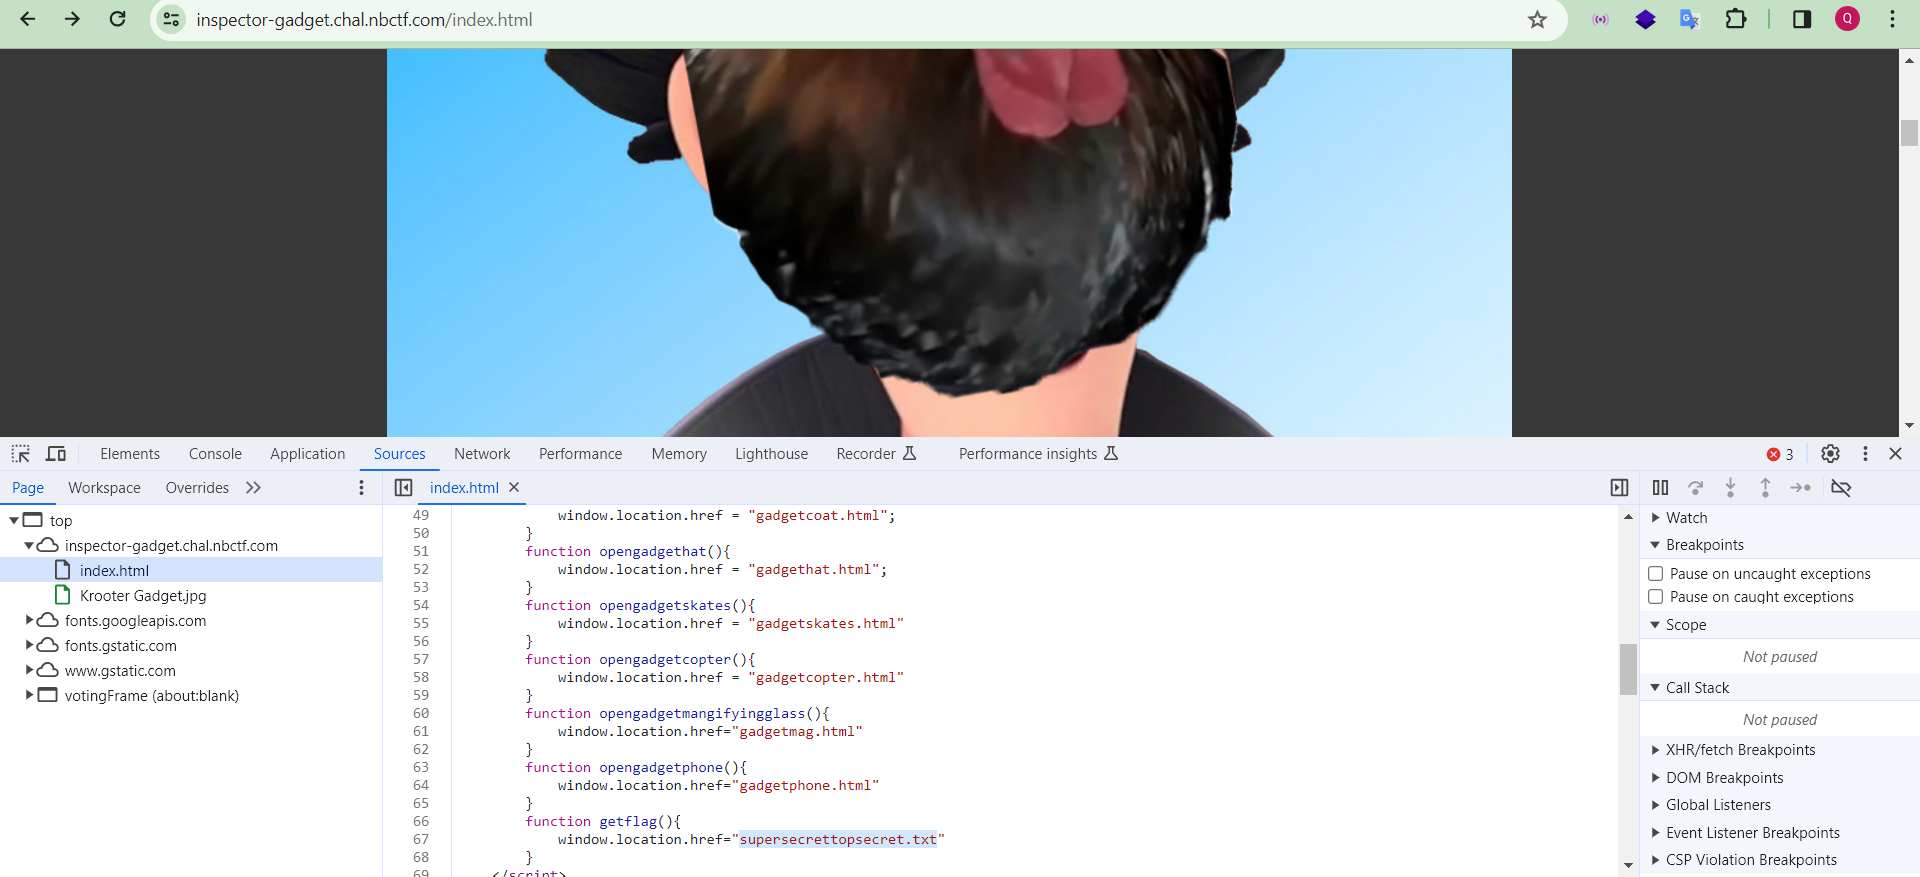 inspector-gadget.chal.nbctf.com/index.html
Q
Elements Console Application Sources Network Performance Memory Lighthouse Recorder Performance insights 3
Page Workspace Overrides index.html
top
inspector-gadget.chal.nbctf.com
index.html
Krooter Gadget.jpg
fonts.googleapis.com
fonts.gstatic.com
www.gstatic.com
votingFrame (about:blank)
49 window.location.href = "gadgetcoat.html";
50 }
51 function opengadgethat(){
52 window.location.href = "gadgethat.html";
53 }
54 function opengadgetskates(){
55 window.location.href = "gadgetskates.html"
56 }
57 function opengadgetcopter(){
58 window.location.href = "gadgetcopter.html"
59 }
60 function opengadgetmangifyingglass(){
61 window.location.href="gadgetmag.html"
62 }
63 function opengadgetphone(){
64 window.location.href="gadgetphone.html"
65 }
66 function getflag(){
67 window.location.href="supersecrettopsecret.txt"
68 }
69 </script>
Watch
Breakpoints
Pause on uncaught exceptions
Pause on caught exceptions
Scope
Not paused
Call Stack
Not paused
XHR/fetch Breakpoints
DOM Breakpoints
Global Listeners
Event Listener Breakpoints
CSP Violation Breakpoints